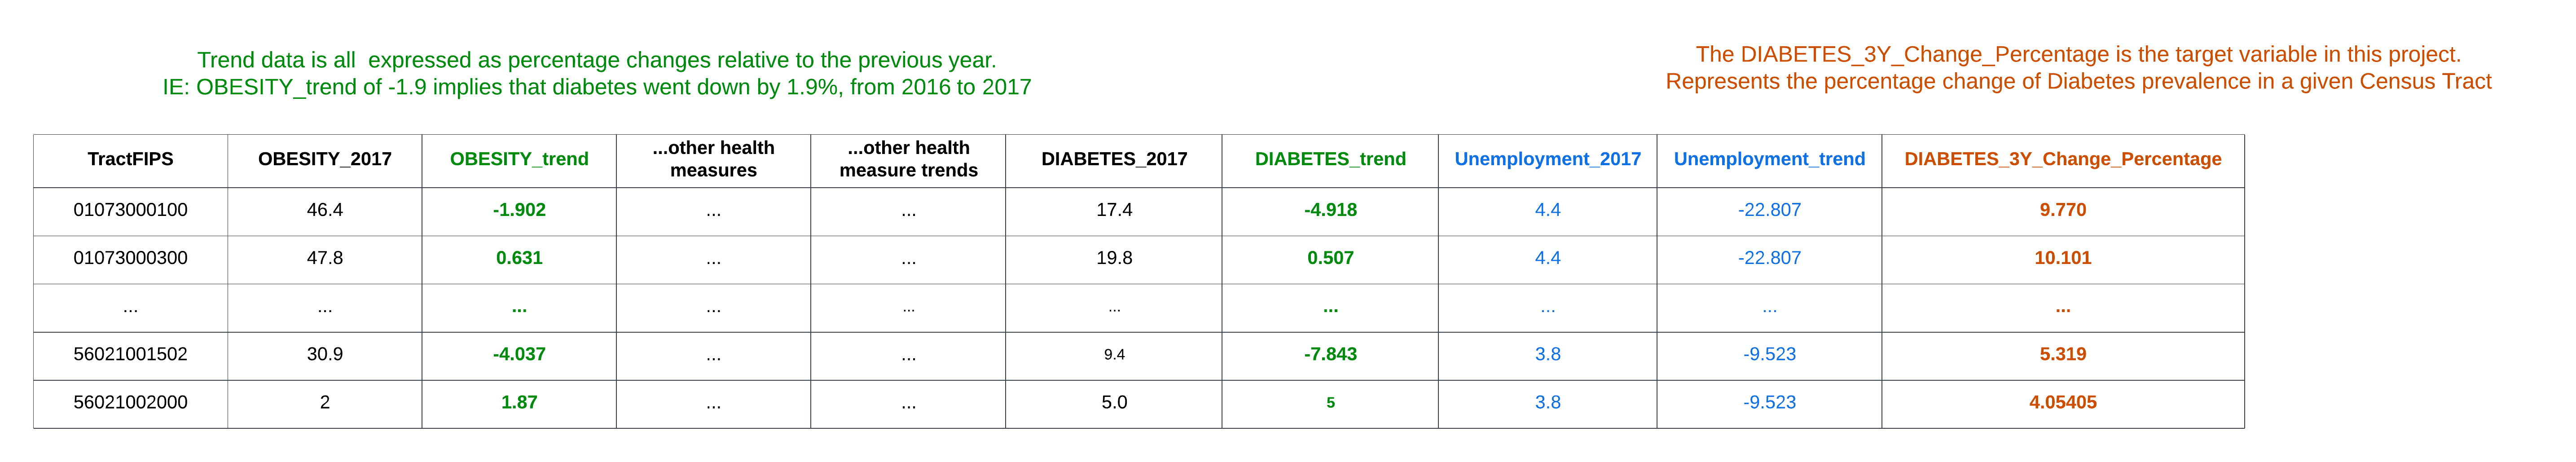 Trend data is all  expressed as percentage changes relative to the previous year.
IE: OBESITY_trend of -1.9 implies that diabetes went down by 1.9%, from 2016 to 2017
The DIABETES_3Y_Change_Percentage is the target variable in this project.
Represents the percentage change of Diabetes prevalence in a given Census Tract
TractFIPS OBESITY_2017 OBESITY_trend ...other health measures ...other health measure trends DIABETES_2017 DIABETES_trend Unemployment_2017 Unemployment_trend DIABETES_3Y_Change_Percentage
01073000100 46.4 -1.902 ... ... 17.4 -4.918 4.4 -22.807 9.770
01073000300 47.8 0.631 ... ... 19.8 0.507 4.4 -22.807 10.101
... ... ... ... ... ... ... ... ... ...
56021001502 30.9 -4.037 ... ... 9.4 -7.843 3.8 -9.523 5.319
56021002000 2 1.87 ... ... 5.0 5 3.8 -9.523 4.05405